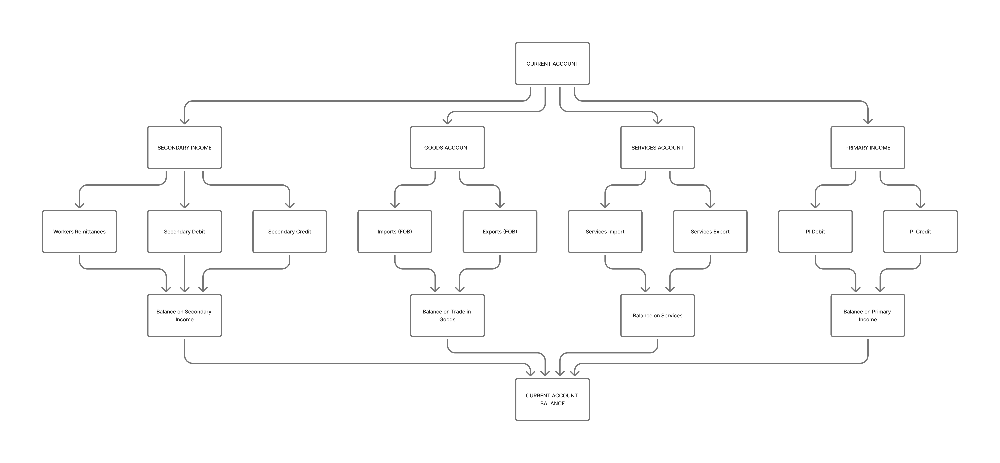 CURRENT ACCOUNT
SECONDARY INCOME
GOODS ACCOUNT
SERVICES ACCOUNT
PRIMARY INCOME
Workers Remittances
Secondary Debit
Secondary Credit
Imports (FOB)
Exports (FOB)
Services Import
Services Export
PI Debit
PI Credit
Balance on Secondary
Income
Balance on Trade in
Goods
Balance on Services
Balance on Primary
Income
CURRENT ACCOUNT
BALANCE